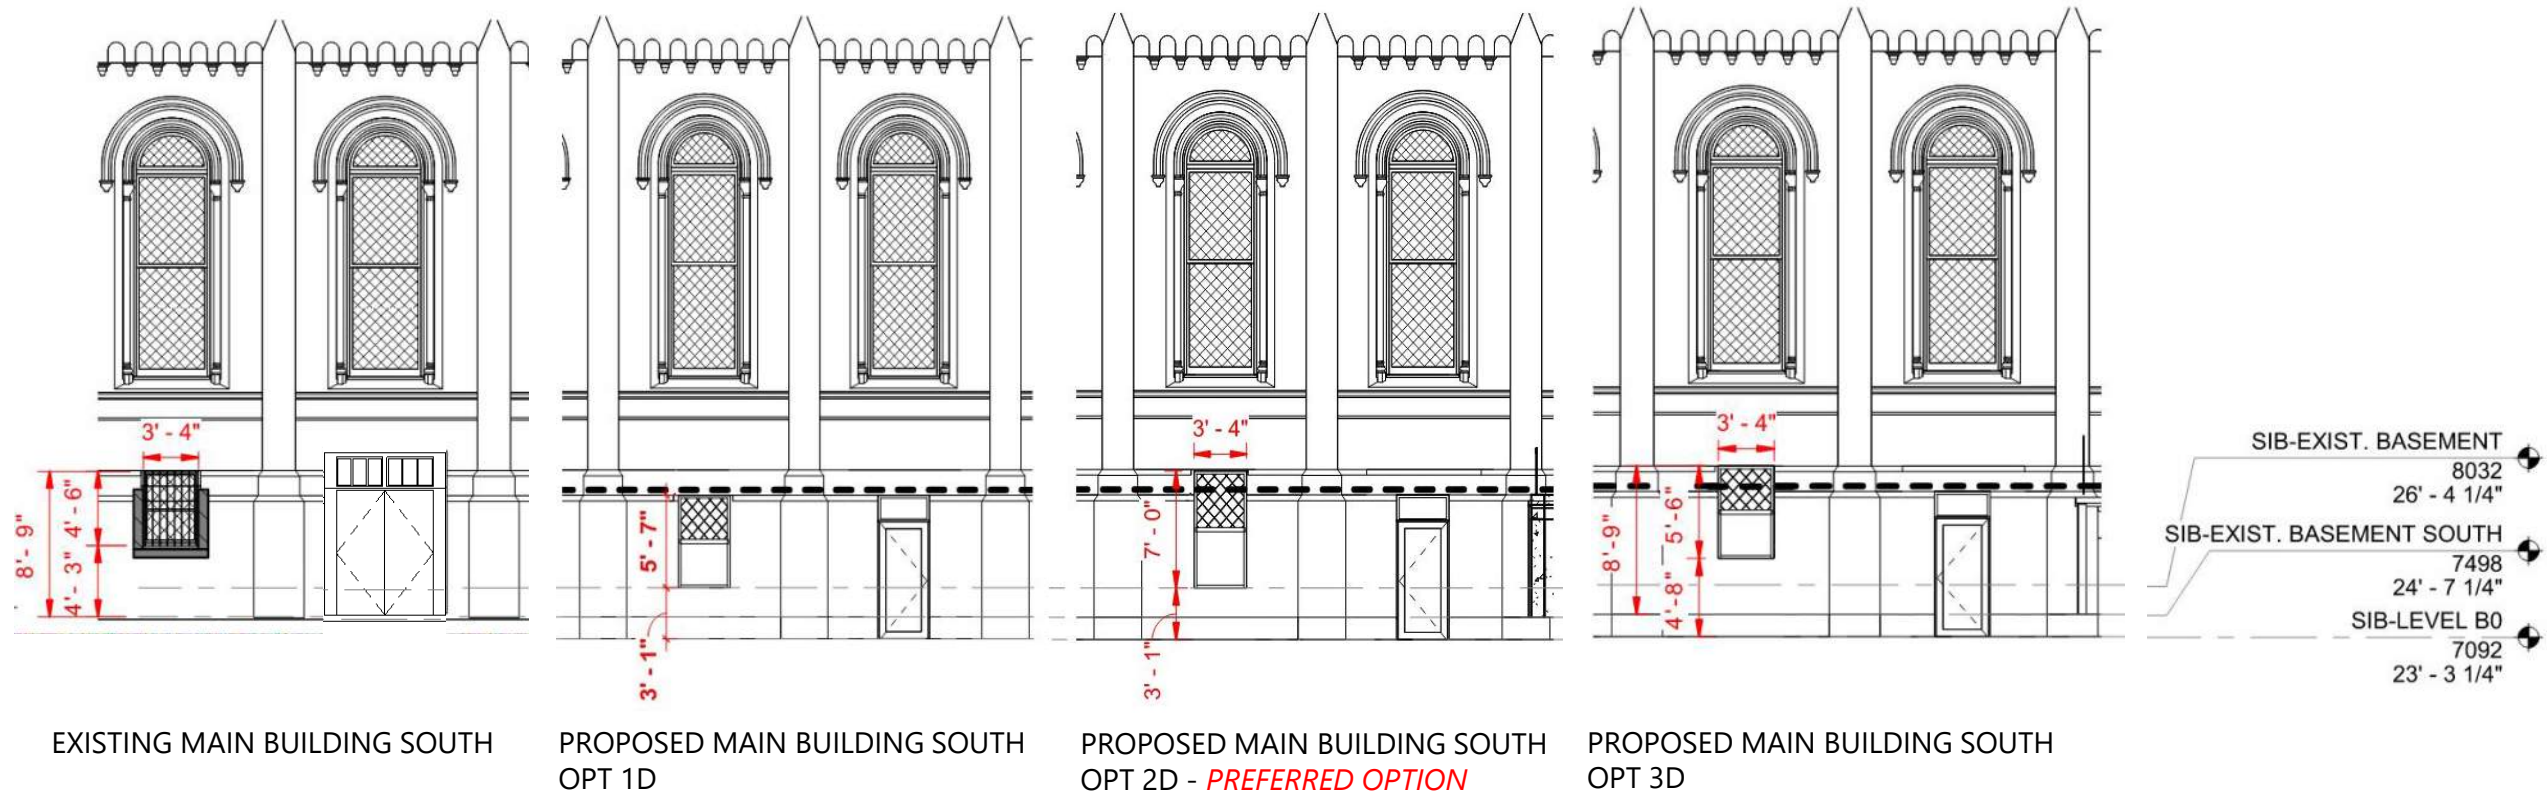 3' - 4"
8' - 9"
4' - 6"
4' - 3"
EXISTING MAIN BUILDING SOUTH
5' - 7"
3' - 1"
PROPOSED MAIN BUILDING SOUTH
OPT 1D
3' - 4"
7' - 0"
3' - 1"
PROPOSED MAIN BUILDING SOUTH
OPT 2D - PREFERRED OPTION
3' - 4"
8'-9"
5'-6"
4'-8"
PROPOSED MAIN BUILDING SOUTH
OPT 3D
SIB-EXIST. BASEMENT
8032
26' - 4 1/4"
SIB-EXIST. BASEMENT SOUTH
7498
24' - 7 1/4"
SIB-LEVEL B0
7092
23' - 3 1/4"